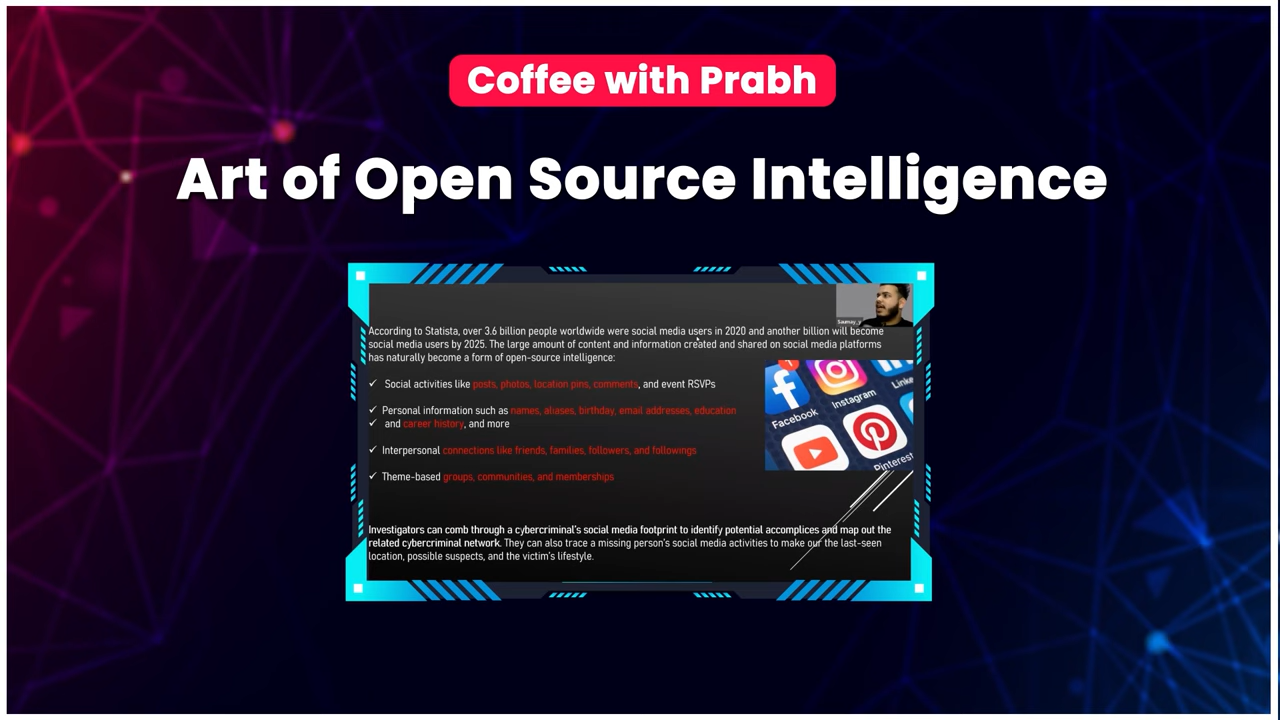 Coffee with Prabh
Art of Open Source Intelligence
According to Statista, over 3.6 billion people worldwide were social media users in 2020 and another billion will become
social media users by 2025. The large amount of content and information created and shared on social media platforms
has naturally become a form of open-source intelligence:
✓ Social activities like posts, photos, location pins, comments, and event RSVPs
✓ Personal information such as names, aliases, birthday, email addresses, education
✓ and career history, and more
✓ Interpersonal connections like friends, families, followers, and followings
✓ Theme-based groups, communities, and memberships
Investigators can comb through a cybercriminal's social media footprint to identify potential accomplices and map out the
related cybercriminal network. They can also trace a missing person's social media activities to make our the last-seen
location, possible suspects, and the victim's lifestyle.
1
Facebook
Instagram
Linke
Pinterest